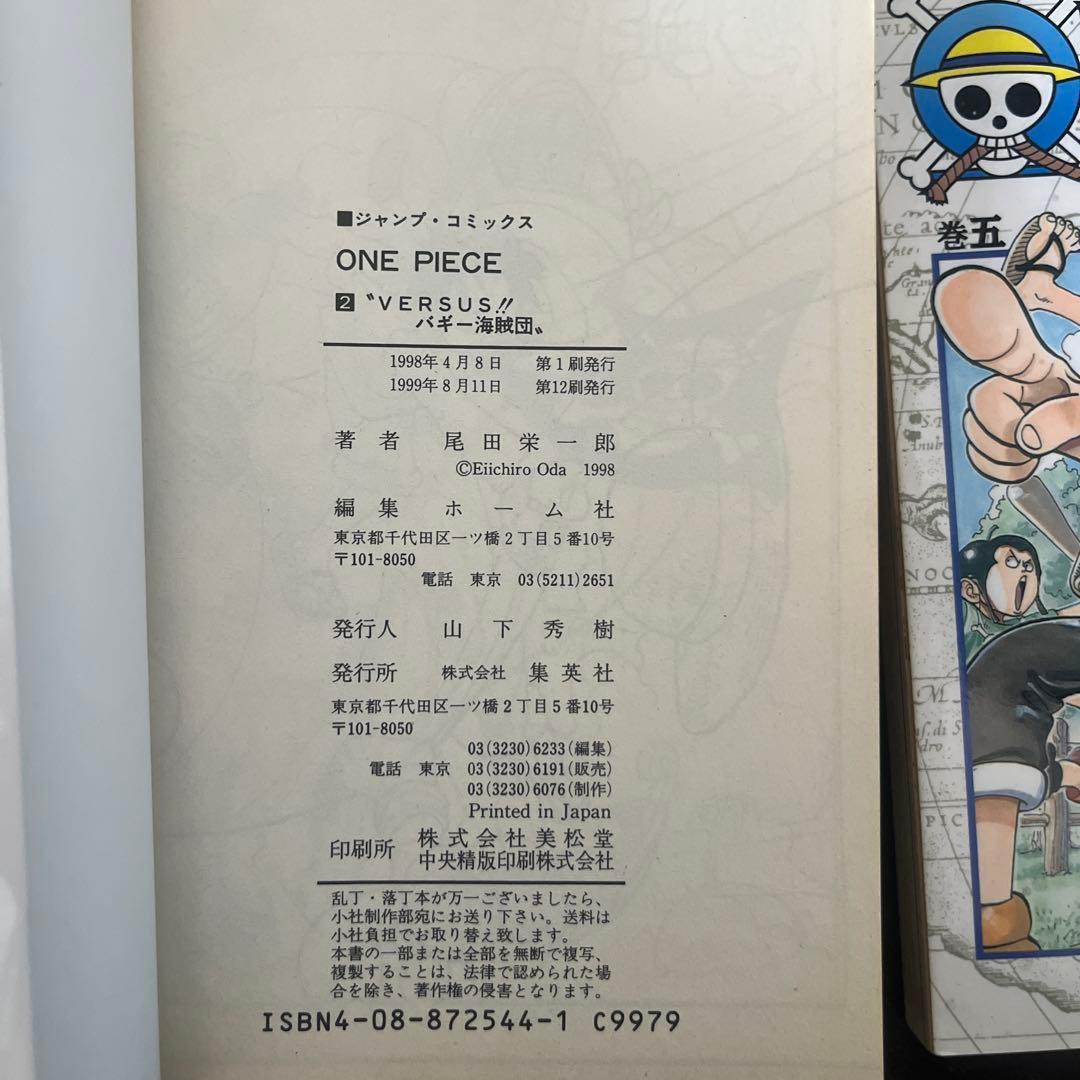 ■ジャンプ・コミックス
ONE PIECE
2 〝VERSUS!!
バギー海賊団〟
1998年4月8日 第1刷発行
1999年8月11日 第12刷発行
著者 尾田栄一郎
©Eiichiro Oda 1998
編集 ホーム社
東京都千代田区一ツ橋2丁目5番10号
〒101-8050
電話 東京 03(5211)2651
発行人 山下秀樹
発行所 株式会社 集英社
東京都千代田区一ツ橋2丁目5番10号
〒101-8050
03(3230)6233(編集)
電話 東京 03(3230)6191(販売)
03(3230)6076(制作)
Printed in Japan
印刷所 株式会社美松堂
中央精版印刷株式会社
乱丁・落丁本が万一ございましたら、
小社制作部宛にお送り下さい。送料は
小社負担でお取り替え致します。
本書の一部または全部を無断で複写、
複製することは、法律で認められた場
合を除き、著作権の侵害となります。
ISBN4-08-872544-1 C9979
巻五